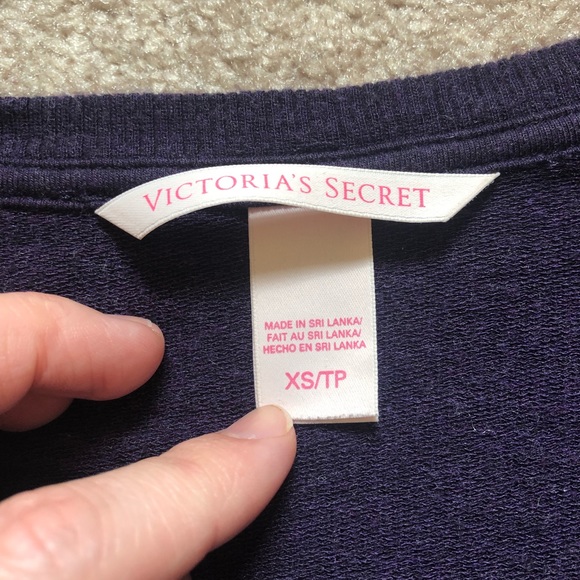 VICTORIA'S SECRET
MADE IN SRI LANKA/
FAIT AU SRI LANKA/
HECHO EN SRI LANKA
XS/TP